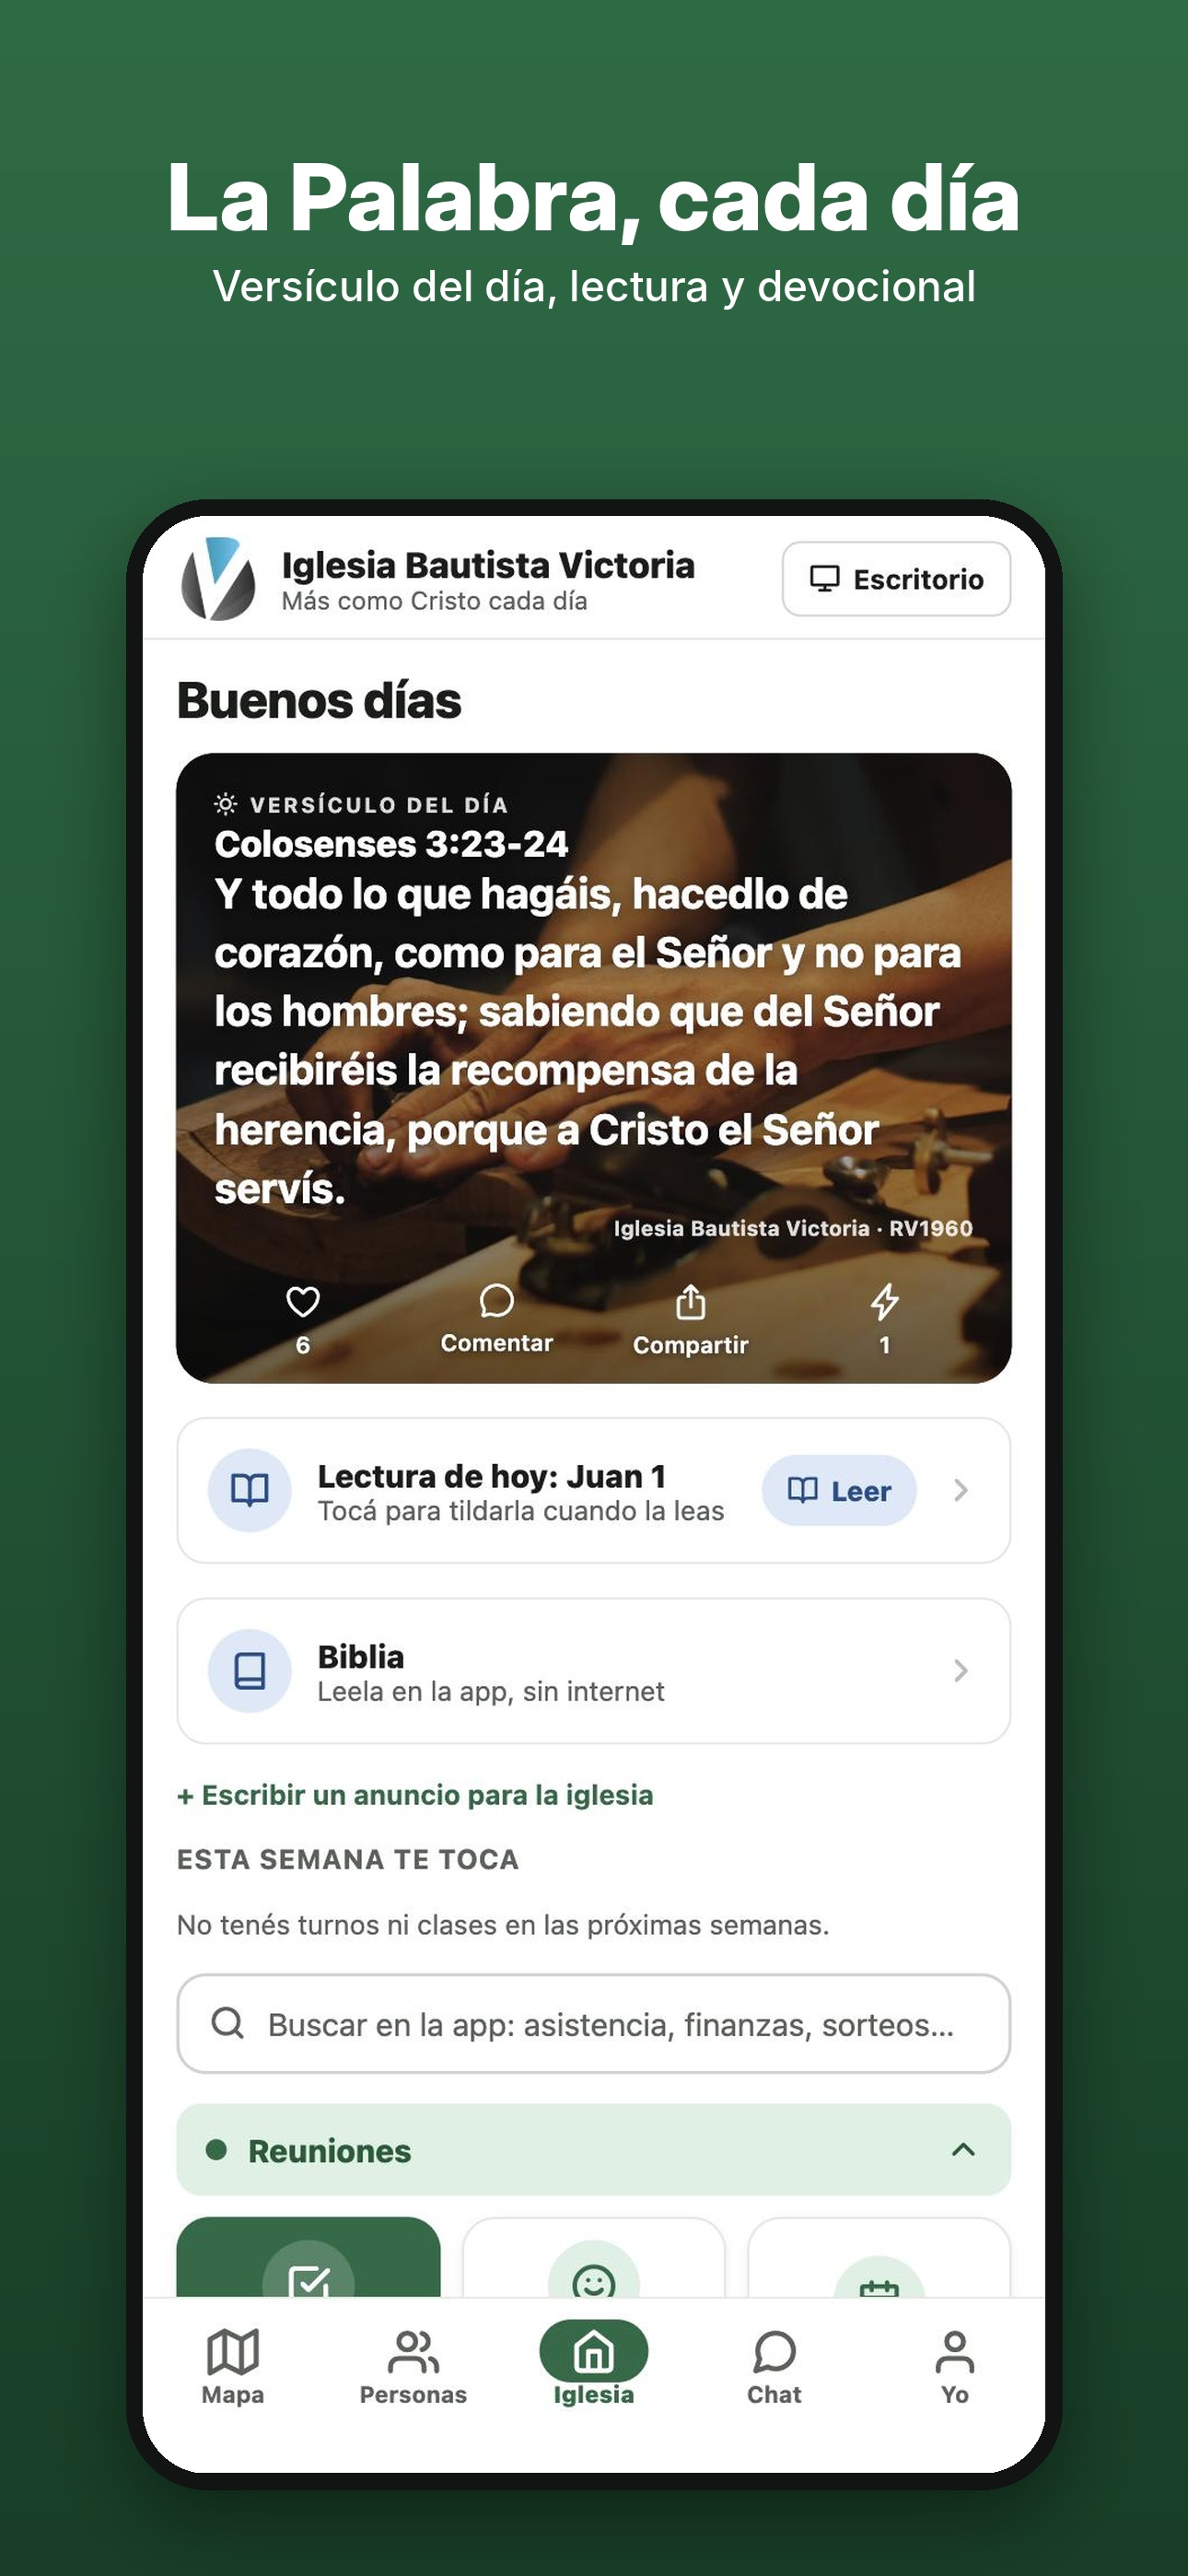 La Palabra, cada día
Versículo del día, lectura y devocional
Iglesia Bautista Victoria
Más como Cristo cada día
Escritorio
Buenos días
VERSÍCULO DEL DÍA
Colosenses 3:23-24
Y todo lo que hagáis, hacedlo de
corazón, como para el Señor y no para
los hombres; sabiendo que del Señor
recibiréis la recompensa de la
herencia, porque a Cristo el Señor
servís.
Iglesia Bautista Victoria · RV1960
6
Comentar
Compartir
1
Lectura de hoy: Juan 1
Tocá para tildarla cuando la leas
Leer
Biblia
Leela en la app, sin internet
+ Escribir un anuncio para la iglesia
ESTA SEMANA TE TOCA
No tenés turnos ni clases en las próximas semanas.
Buscar en la app: asistencia, finanzas, sorteos...
Reuniones
Mapa
Personas
Iglesia
Chat
Yo